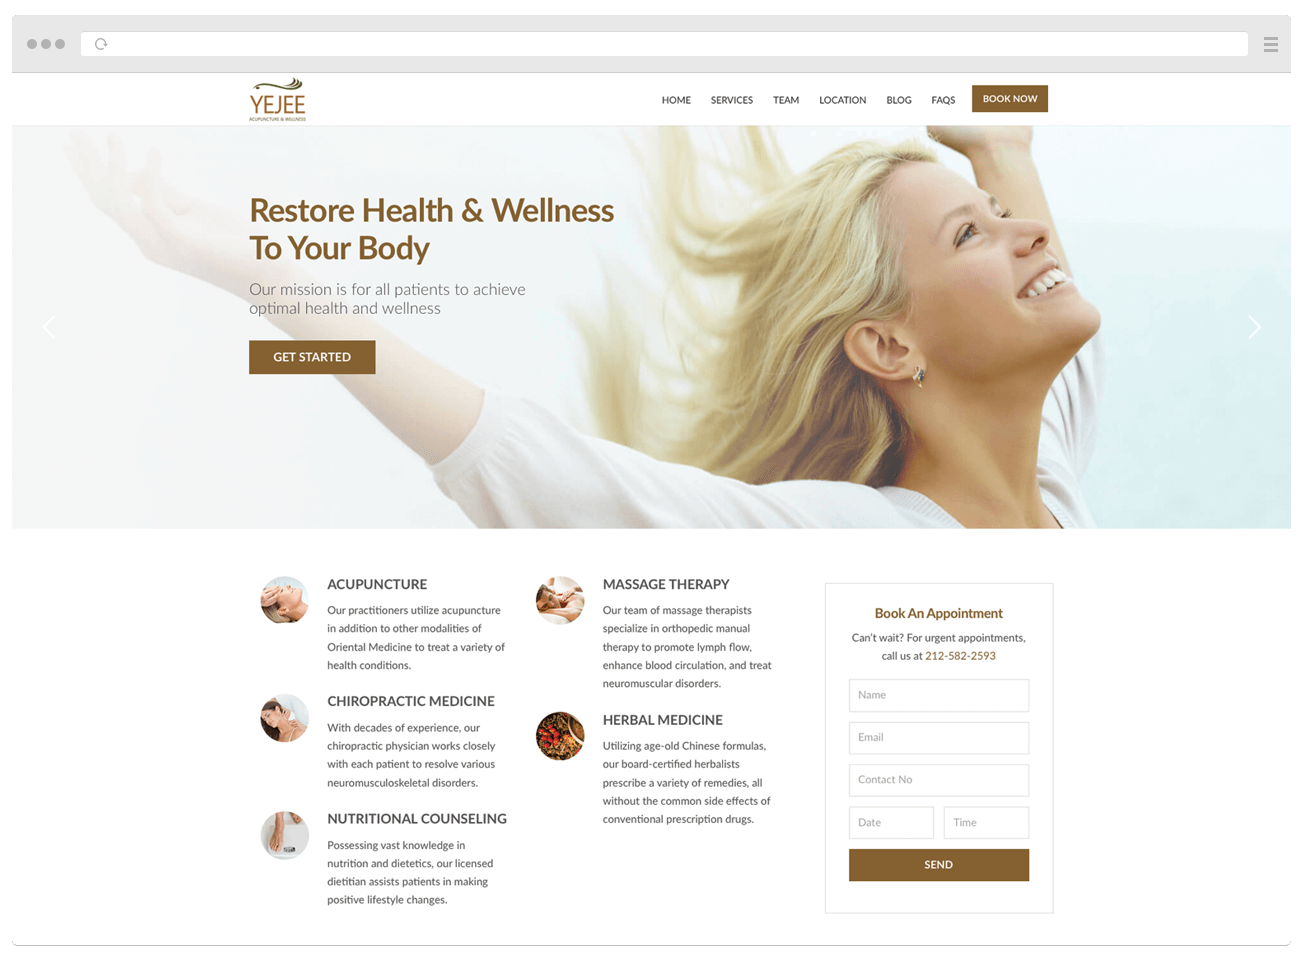 YEJEE
ACUPUNCTURE & WELLNESS
HOME SERVICES TEAM LOCATION BLOG FAQS BOOK NOW
Restore Health & Wellness
To Your Body
Our mission is for all patients to achieve
optimal health and wellness
GET STARTED
ACUPUNCTURE
Our practitioners utilize acupuncture
in addition to other modalities of
Oriental Medicine to treat a variety of
health conditions.
CHIROPRACTIC MEDICINE
With decades of experience, our
chiropractic physician works closely
with each patient to resolve various
neuromusculoskeletal disorders.
NUTRITIONAL COUNSELING
Possessing vast knowledge in
nutrition and dietetics, our licensed
dietitian assists patients in making
positive lifestyle changes.
MASSAGE THERAPY
Our team of massage therapists
specialize in orthopedic manual
therapy to promote lymph flow,
enhance blood circulation, and treat
neuromuscular disorders.
HERBAL MEDICINE
Utilizing age-old Chinese formulas,
our board-certified herbalists
prescribe a variety of remedies, all
without the common side effects of
conventional prescription drugs.
Book An Appointment
Can't wait? For urgent appointments,
call us at 212-582-2593
Name
Email
Contact No
Date Time
SEND